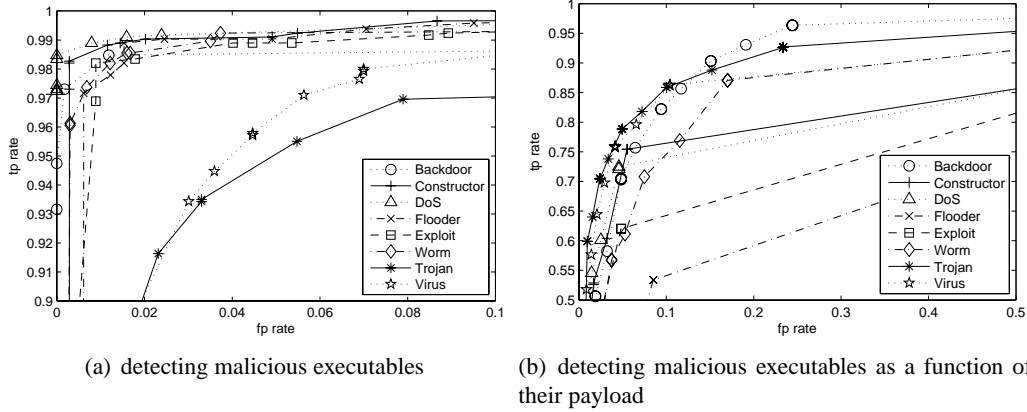 1
0.99
0.98
0.97
0.96
0.95
0.94
0.93
0.92
0.91
0.9
tp rate
0
0.02
0.04
0.06
0.08
0.1
fp rate
Backdoor
Constructor
DoS
Flooder
Exploit
Worm
Trojan
Virus
(a) detecting malicious executables
1
0.95
0.9
0.85
0.8
0.75
0.7
0.65
0.6
0.55
0.5
tp rate
0
0.1
0.2
0.3
0.4
0.5
fp rate
Backdoor
Constructor
DoS
Flooder
Exploit
Worm
Trojan
Virus
(b) detecting malicious executables as a function of
their payload